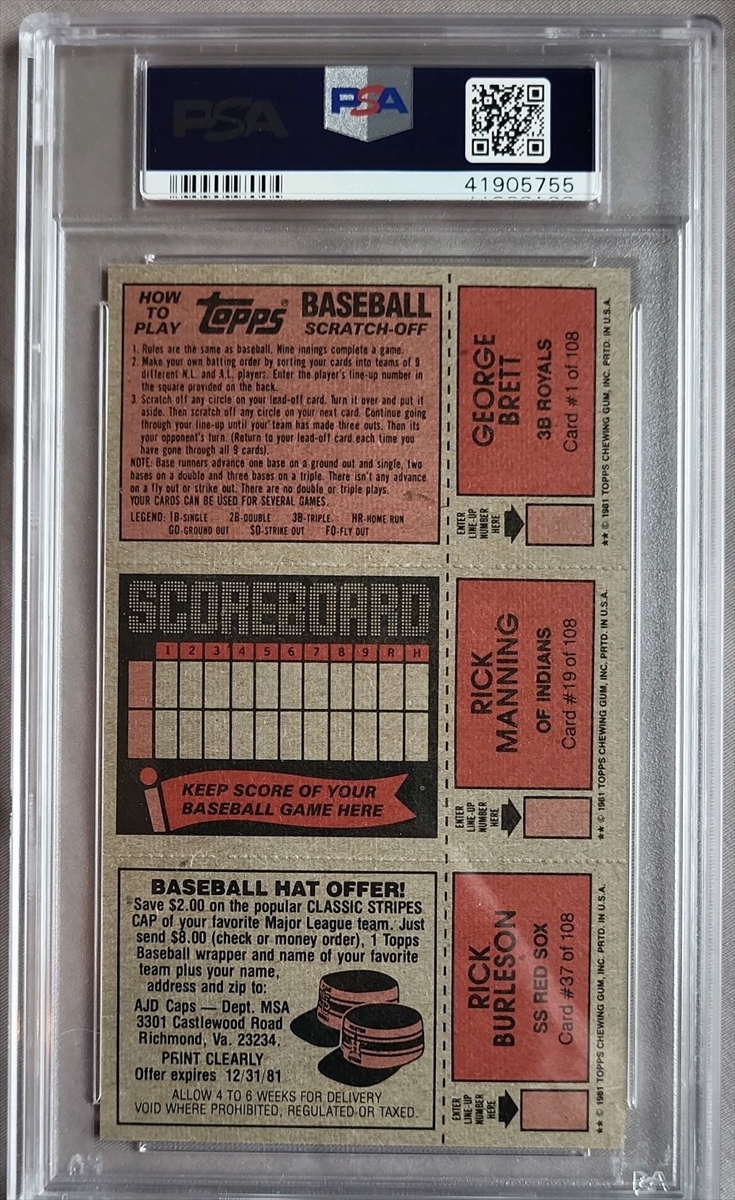 PSA
PSA
41905755
HOW
TO
PLAY
TOPPS®
BASEBALL
SCRATCH-OFF
1. Rules are the same as baseball. Nine innings complete a game.
2. Make your own batting order by sorting your cards into teams of 9
different N.L. and A.L. players. Enter the player's line-up number in
the square provided on the back.
3. Scratch off any circle on your lead-off card. Turn it over and put it
aside. Then scratch off any circle on your next card. Continue going
through your line-up until your team has made three outs. Then its
your opponent's turn. (Return to your lead-off card each time you
have gone through all 9 cards).
NOTE: Base runners advance one base on a ground out and single, two
bases on a double and three bases on a triple. There isn't any advance
on a fly out or strike out. There are no double or triple plays.
YOUR CARDS CAN BE USED FOR SEVERAL GAMES.
LEGEND: 1B-SINGLE 2B-DOUBLE 3B-TRIPLE HR-HOME RUN
GO-GROUND OUT SO-STRIKE OUT FO-FLY OUT
GEORGE
BRETT
3B ROYALS
Card #1 of 108
ENTER
LINE-UP
NUMBER
HERE
★★ © 1981 TOPPS CHEWING GUM, INC. PRTD. IN U.S.A.
SCOREBOARD
1 2 3 4 5 6 7 8 9 R H
KEEP SCORE OF YOUR
BASEBALL GAME HERE
RICK
MANNING
OF INDIANS
Card #19 of 108
ENTER
LINE-UP
NUMBER
HERE
★★ © 1981 TOPPS CHEWING GUM, INC. PRTD. IN U.S.A.
BASEBALL HAT OFFER!
Save $2.00 on the popular CLASSIC STRIPES
CAP of your favorite Major League team. Just
send $8.00 (check or money order), 1 Topps
Baseball wrapper and name of your favorite
team plus your name,
address and zip to:
AJD Caps — Dept. MSA
3301 Castlewood Road
Richmond, Va. 23234.
PRINT CLEARLY
Offer expires 12/31/81
ALLOW 4 TO 6 WEEKS FOR DELIVERY
VOID WHERE PROHIBITED, REGULATED OR TAXED.
RICK
BURLESON
SS RED SOX
Card #37 of 108
ENTER
LINE-UP
NUMBER
HERE
★★ © 1981 TOPPS CHEWING GUM, INC. PRTD. IN U.S.A.